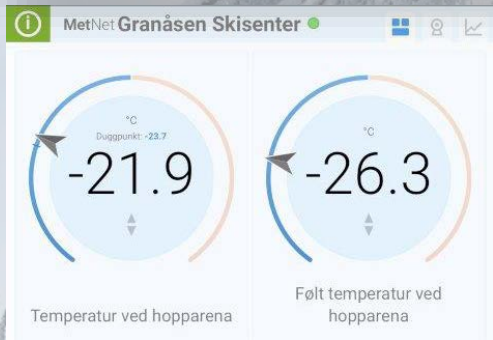 MetNet Granåsen Skisenter
°C
Duggpunkt: -23.7
-21.9
Temperatur ved hopparena
°C
-26.3
Følt temperatur ved
hopparena